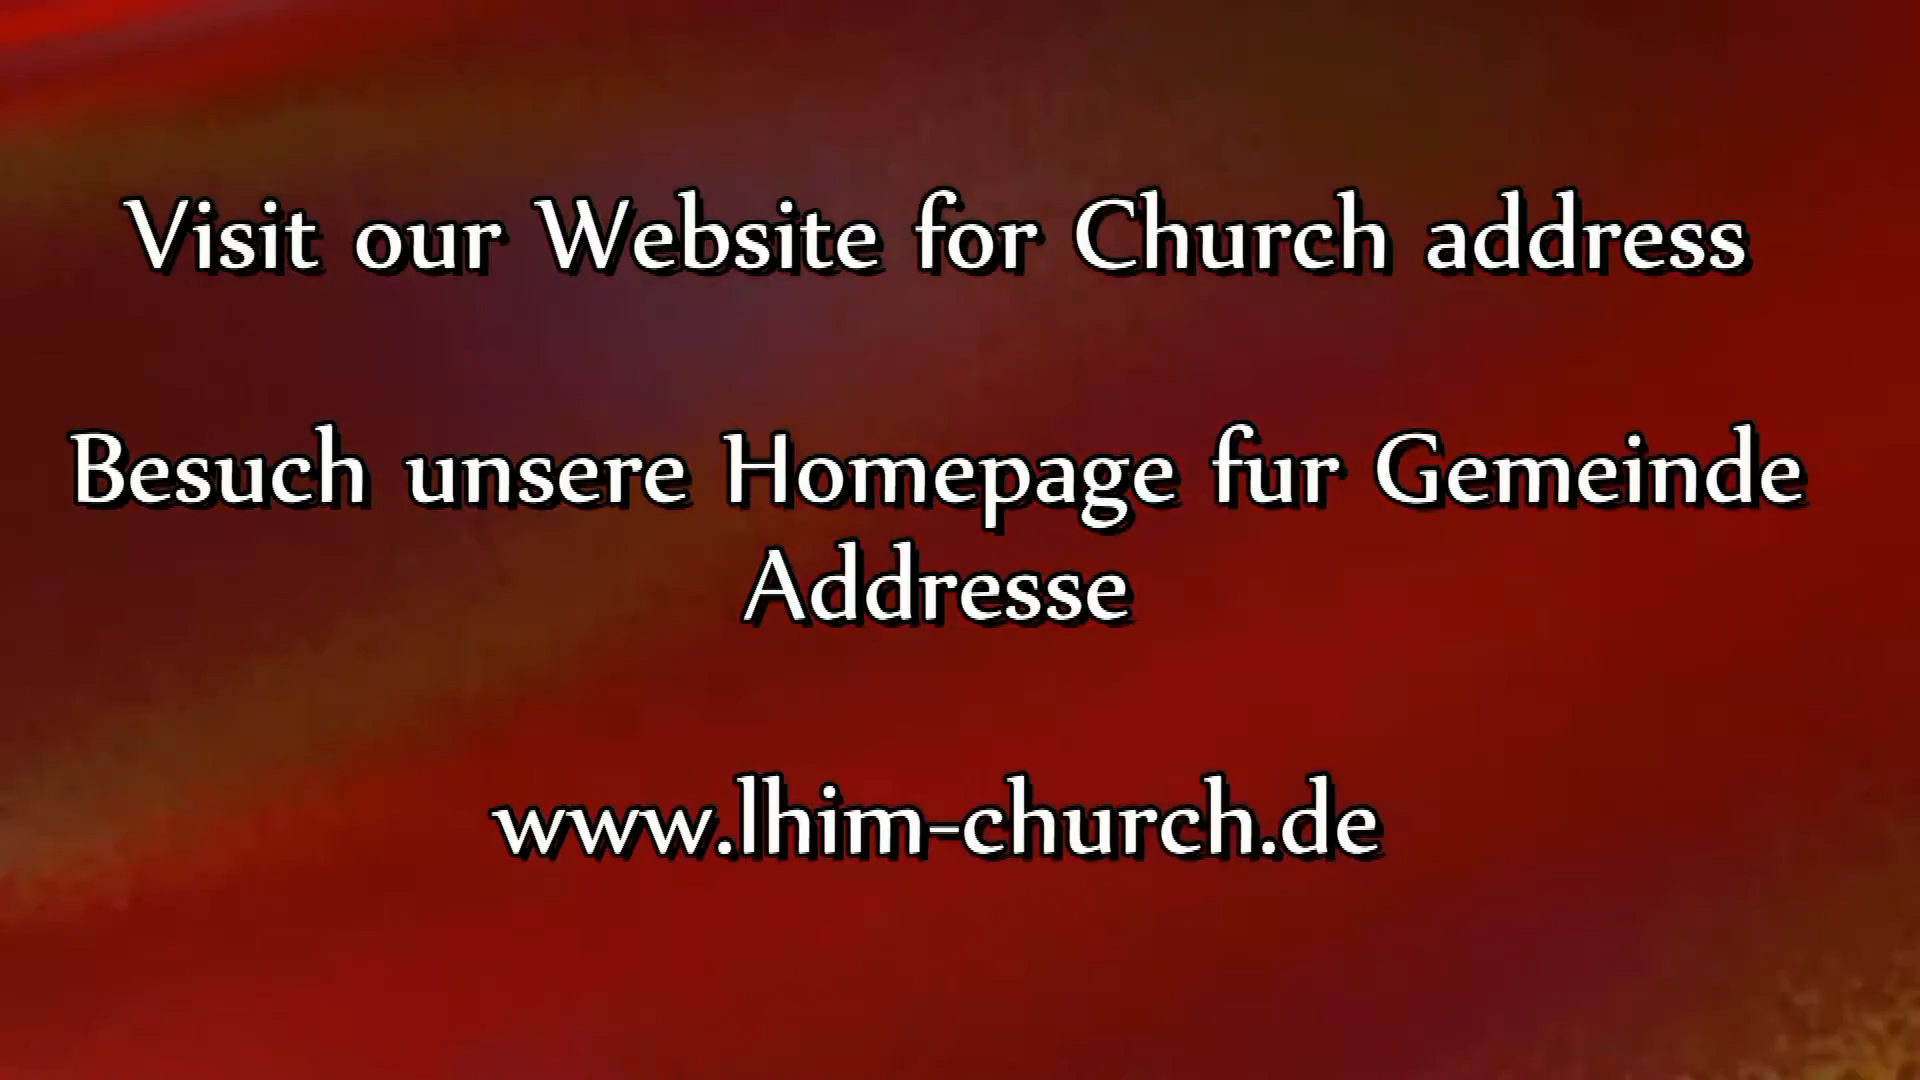 Visit our Website for Church address
Besuch unsere Homepage fur Gemeinde
Addresse
www.lhim-church.de